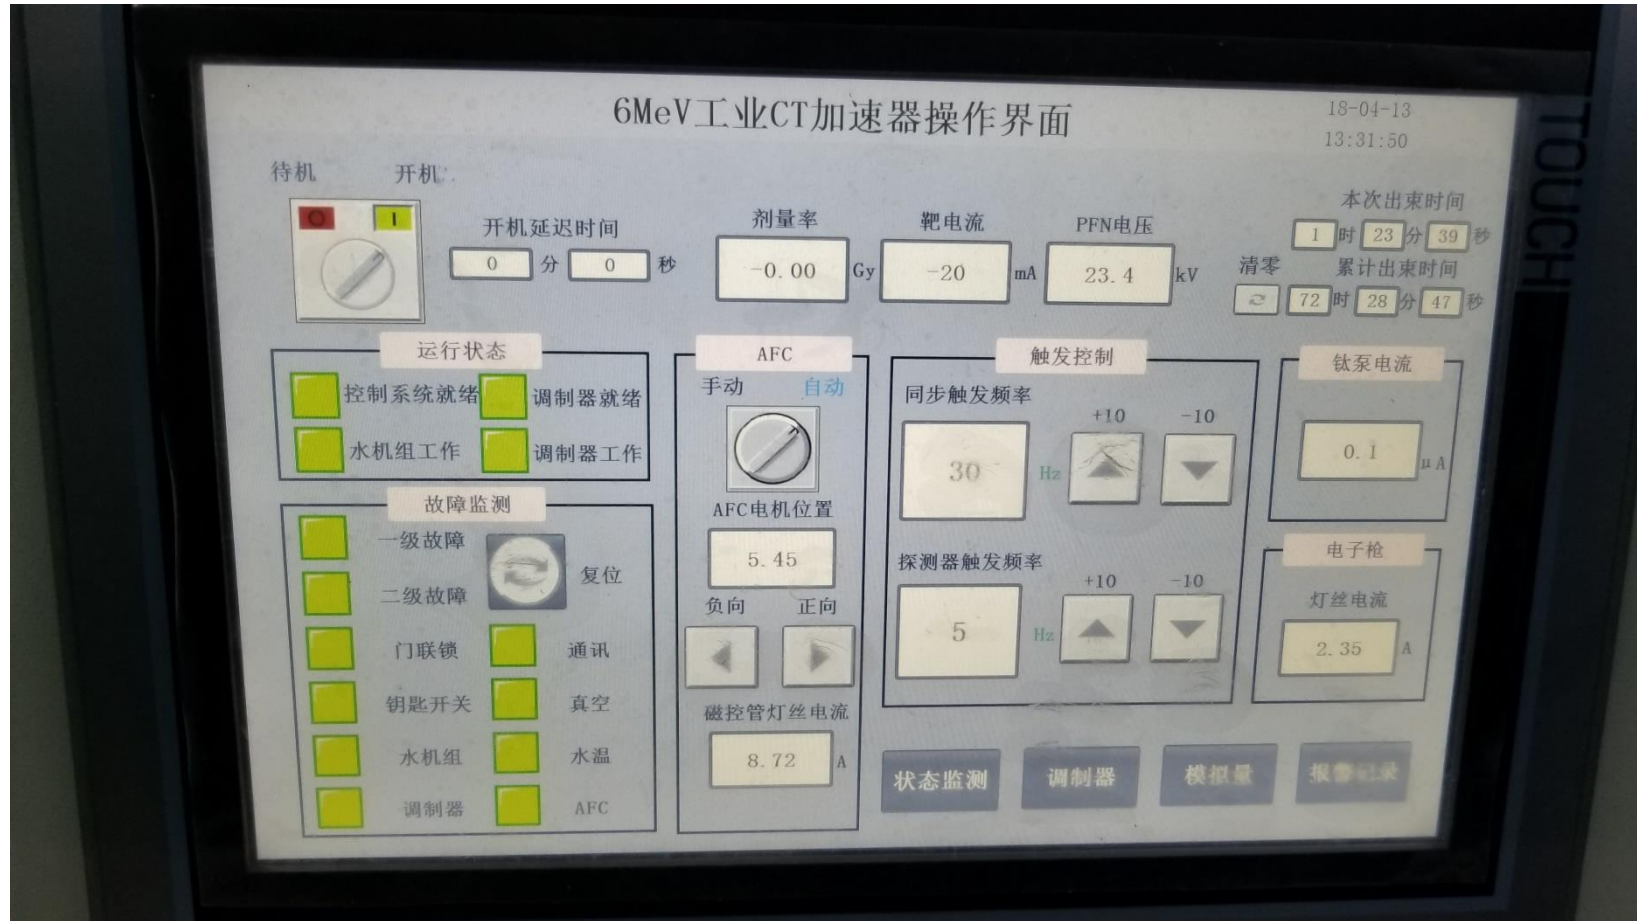 6MeV工业CT加速器操作界面
18-04-13
13:31:50
待机 开机
O I
开机延迟时间
0 分 0 秒
剂量率
-0.00 Gy
靶电流
-20 mA
PFN电压
23.4 kV
本次出束时间
1 时 23 分 39 秒
清零
累计出束时间
72 时 28 分 47 秒
运行状态
控制系统就绪 调制器就绪
水机组工作 调制器工作
故障监测
一级故障
二级故障
复位
门联锁 通讯
钥匙开关 真空
水机组 水温
调制器 AFC
AFC
手动 自动
AFC电机位置
5.45
负向 正向
磁控管灯丝电流
8.72 A
触发控制
同步触发频率
30 Hz
+10 -10
探测器触发频率
5 Hz
+10 -10
钛泵电流
0.1 μA
电子枪
灯丝电流
2.35 A
状态监测 调制器 模拟量 报警记录
TOUCH